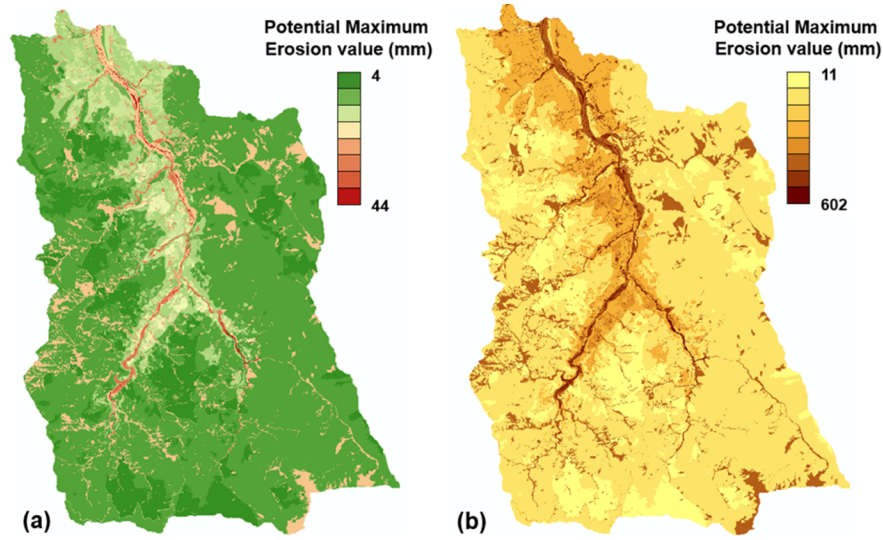 Potential Maximum
Erosion value (mm)
4
44
(a)
Potential Maximum
Erosion value (mm)
11
602
(b)